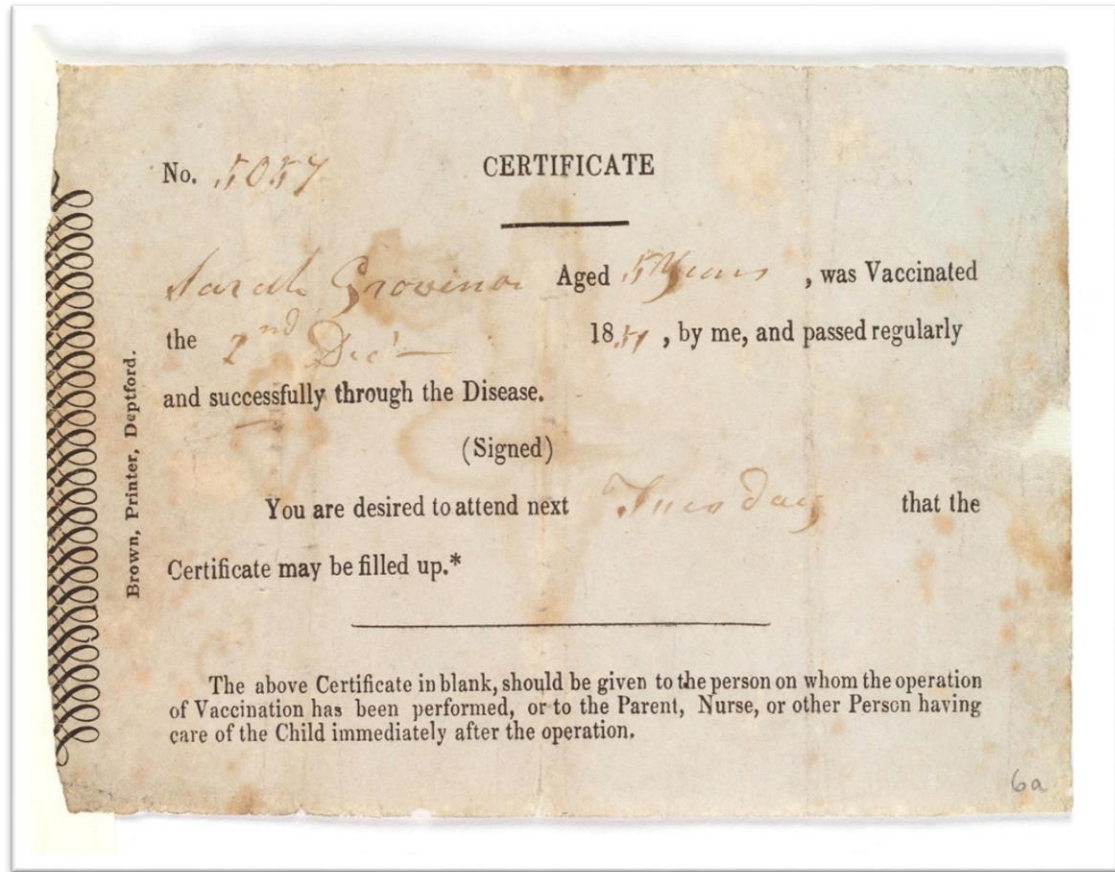 No. 5057 CERTIFICATE
Sarah Grovenor Aged 5 Years , was Vaccinated
the 2nd Decr 1851 , by me, and passed regularly
and successfully through the Disease.
(Signed)
You are desired to attend next Tuesday that the
Certificate may be filled up.*
The above Certificate in blank, should be given to the person on whom the operation
of Vaccination has been performed, or to the Parent, Nurse, or other Person having
care of the Child immediately after the operation.
Brown, Printer, Deptford.
6a